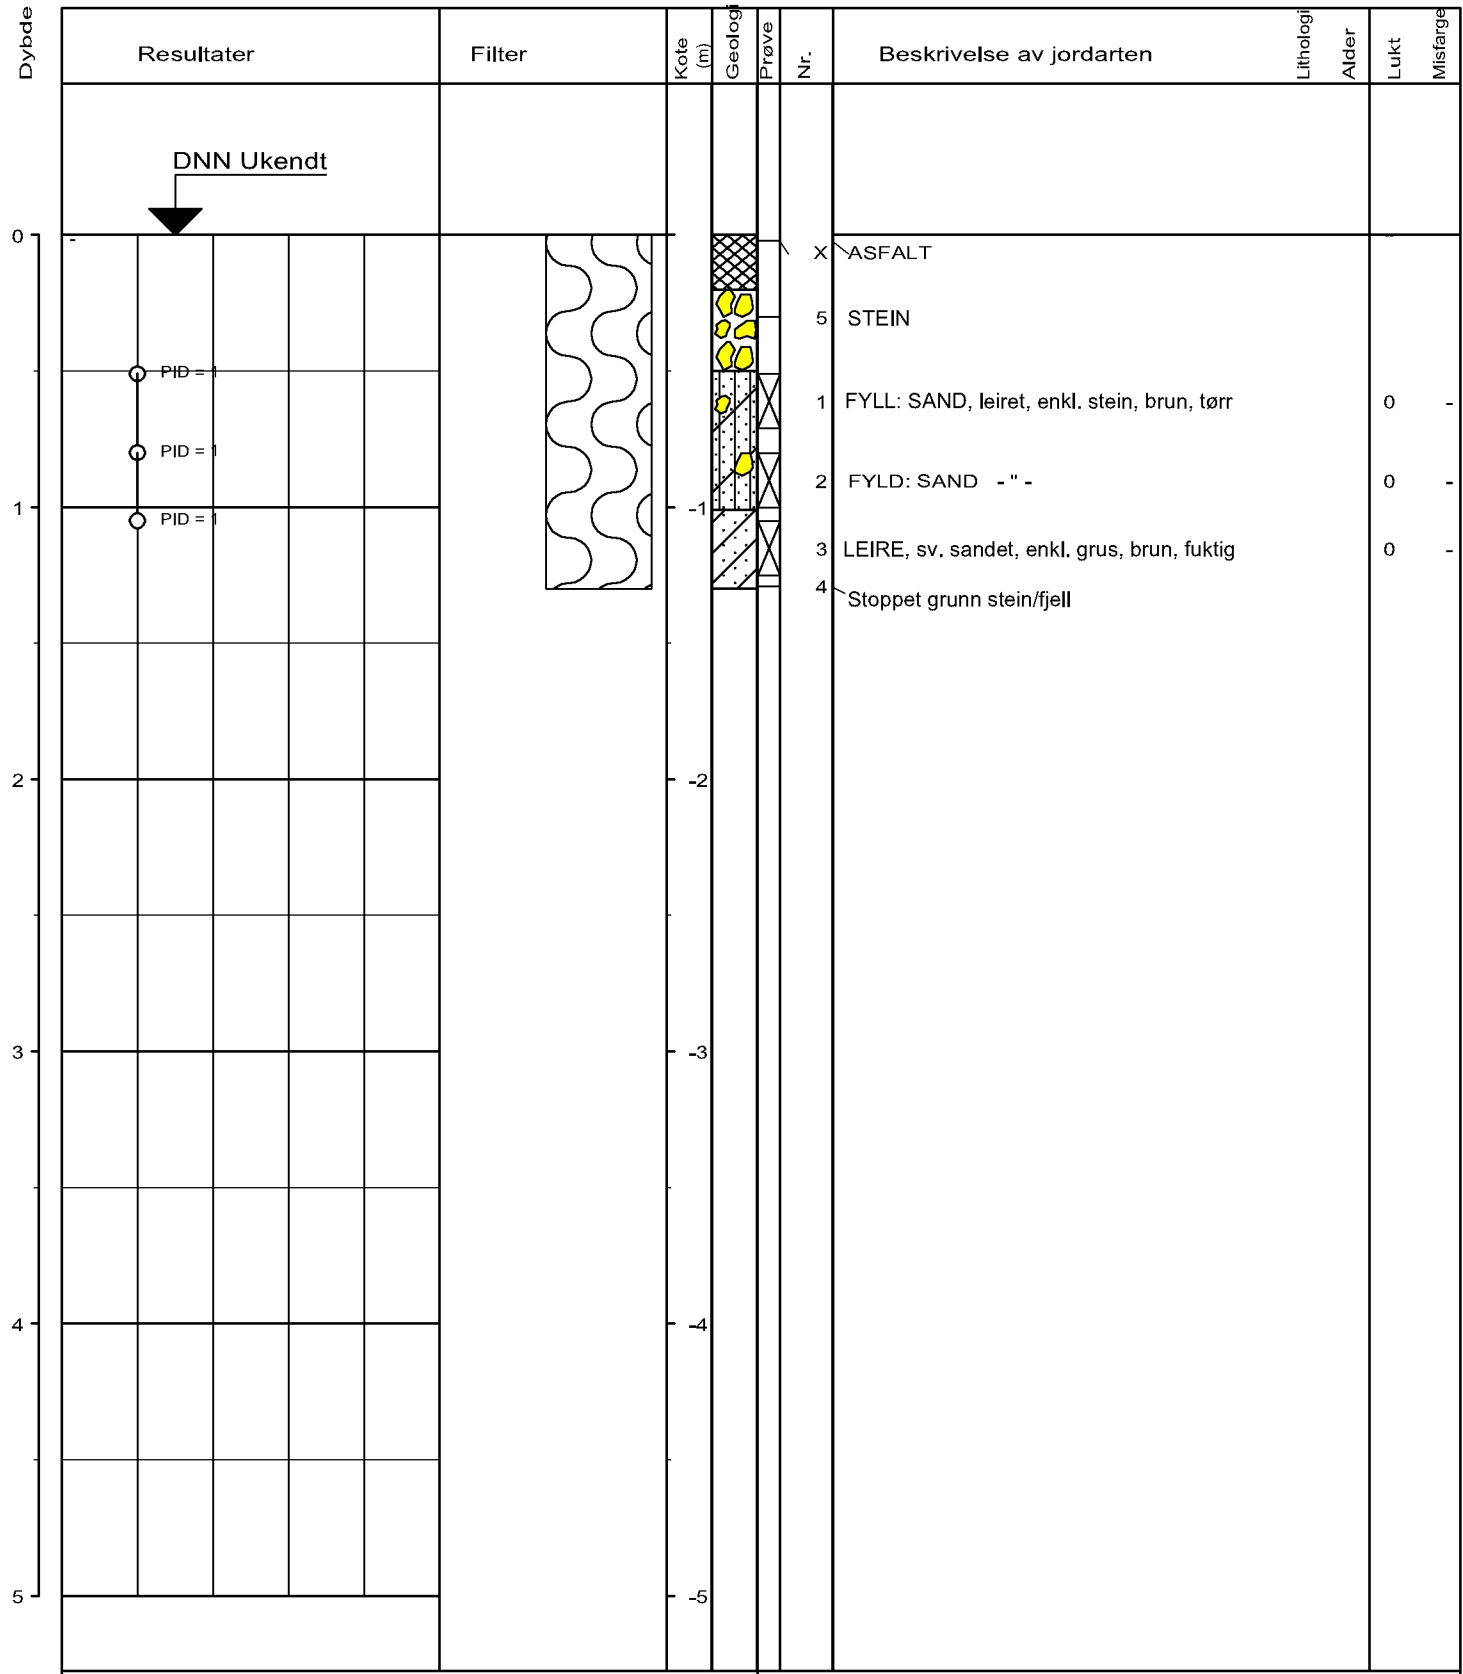 Dybde
Resultater
Filter
Kote (m)
Geologi
Prøve
Nr.
Beskrivelse av jordarten
Lithologi
Alder
Lukt
Misfarge
DNN Ukendt
0 -
X ASFALT
5 STEIN
PID = 1
1 FYLL: SAND, leiret, enkl. stein, brun, tørr 0 -
PID = 1
2 FYLD: SAND - " - 0 -
1 -1
PID = 1
3 LEIRE, sv. sandet, enkl. grus, brun, fuktig 0 -
4 Stoppet grunn stein/fjell
2 -2
3 -3
4 -4
5 -5